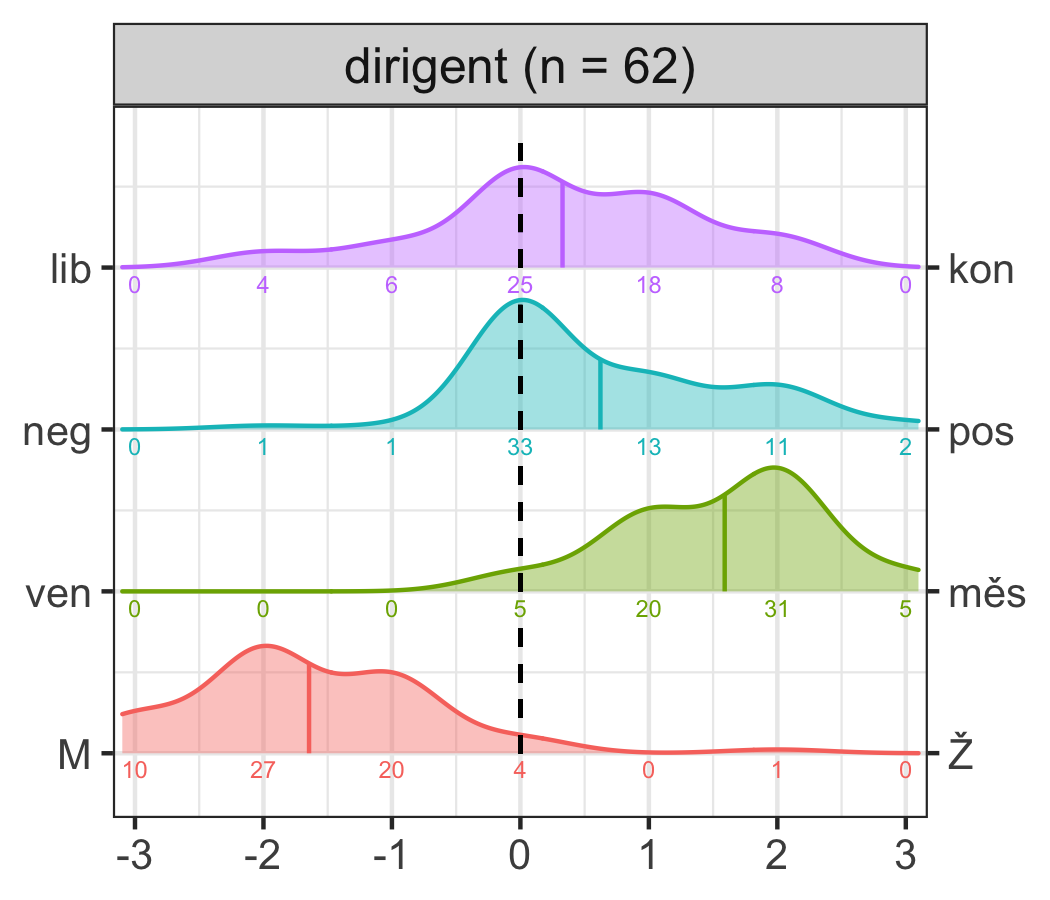 dirigent (n = 62)
lib kon
0 4 6 25 18 8 0
neg pos
0 1 1 33 13 11 2
ven měs
0 0 0 5 20 31 5
M Ž
10 27 20 4 0 1 0
-3 -2 -1 0 1 2 3